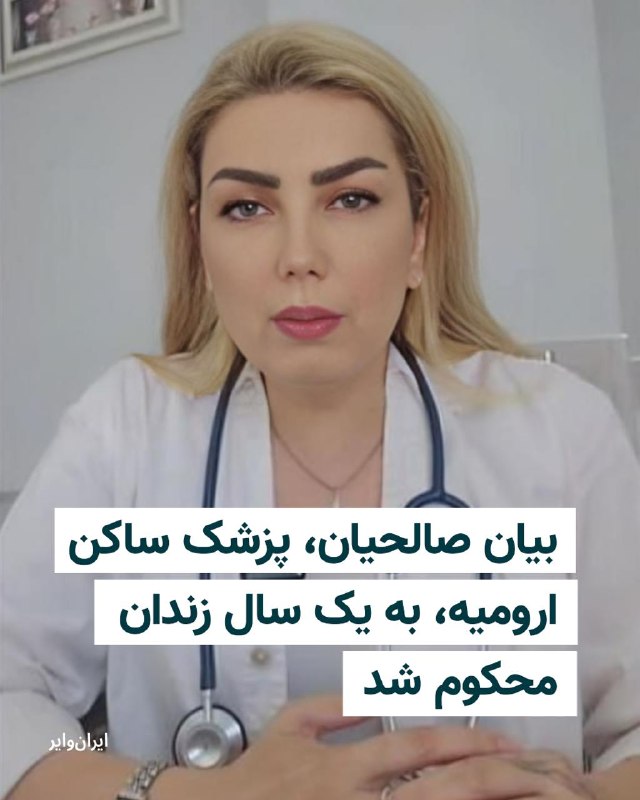 بیان صالحیان، پزشک ساکن
ارومیه، به یک سال زندان
محکوم شد
ایران‌وایر